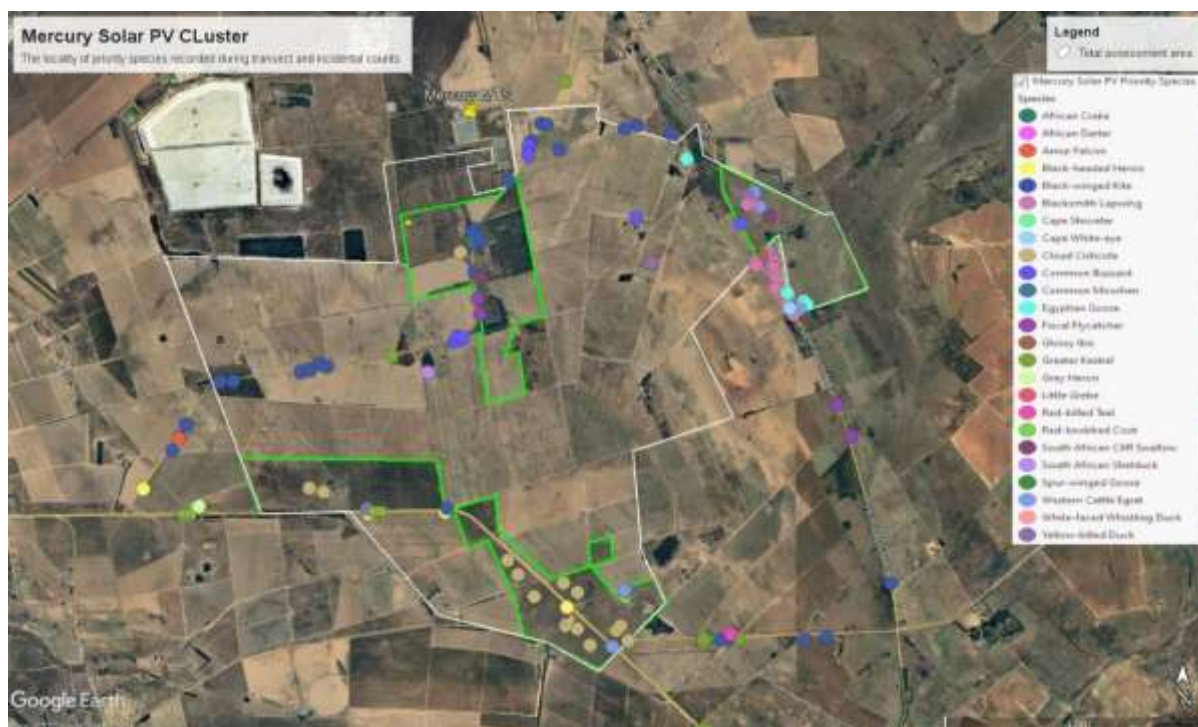 Mercury Solar PV CLuster
The locality of priority species recorded during transect and incidental counts.
Legend
Total assessment area
Mercury Solar PV Priority Species
Species
African Crake
African Darter
Amur Falcon
Black-headed Heron
Black-winged Kite
Blacksmith Lapwing
Cape Shoveler
Cape White-eye
Cloud Cisticola
Common Buzzard
Common Moorhen
Egyptian Goose
Fiscal Flycatcher
Glossy Ibis
Greater Kestrel
Grey Heron
Little Grebe
Red-billed Teal
Red-knobbed Coot
South African Cliff Swallow
South African Shelduck
Spur-winged Goose
Western Cattle Egret
White-faced Whistling Duck
Yellow-billed Duck
Google Earth